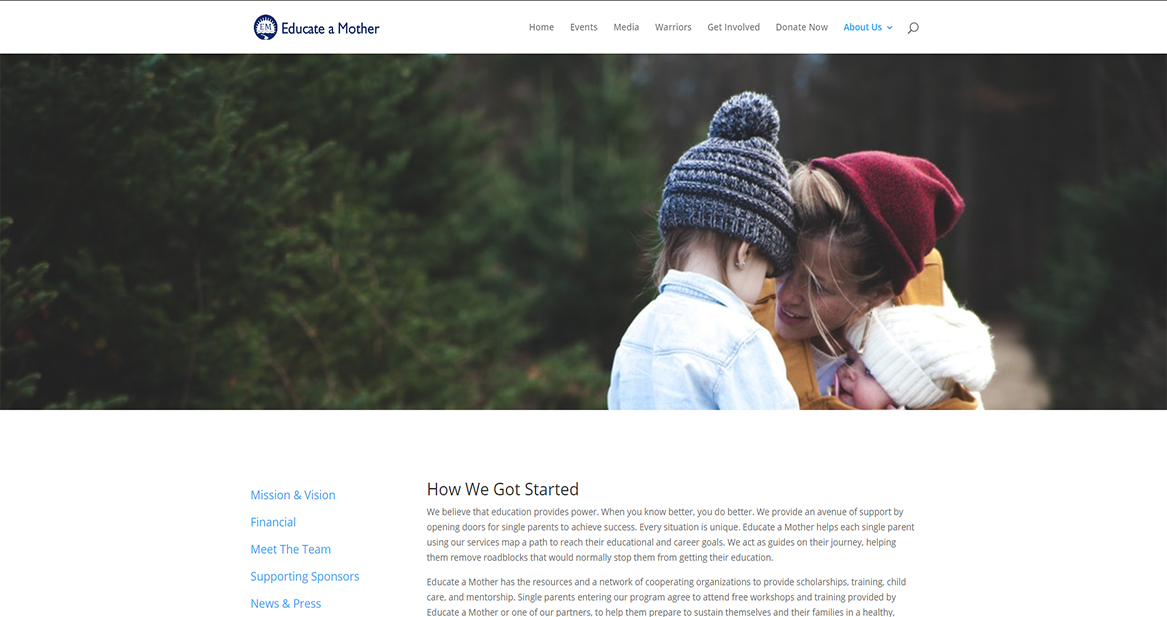 EM Educate a Mother
Home Events Media Warriors Get Involved Donate Now About Us
Mission & Vision
Financial
Meet The Team
Supporting Sponsors
News & Press
How We Got Started
We believe that education provides power. When you know better, you do better. We provide an avenue of support by
opening doors for single parents to achieve success. Every situation is unique. Educate a Mother helps each single parent
using our services map a path to reach their educational and career goals. We act as guides on their journey, helping
them remove roadblocks that would normally stop them from getting their education.
Educate a Mother has the resources and a network of cooperating organizations to provide scholarships, training, child
care, and mentorship. Single parents entering our program agree to attend free workshops and training provided by
Educate a Mother or one of our partners, to help them prepare to sustain themselves and their families in a healthy,